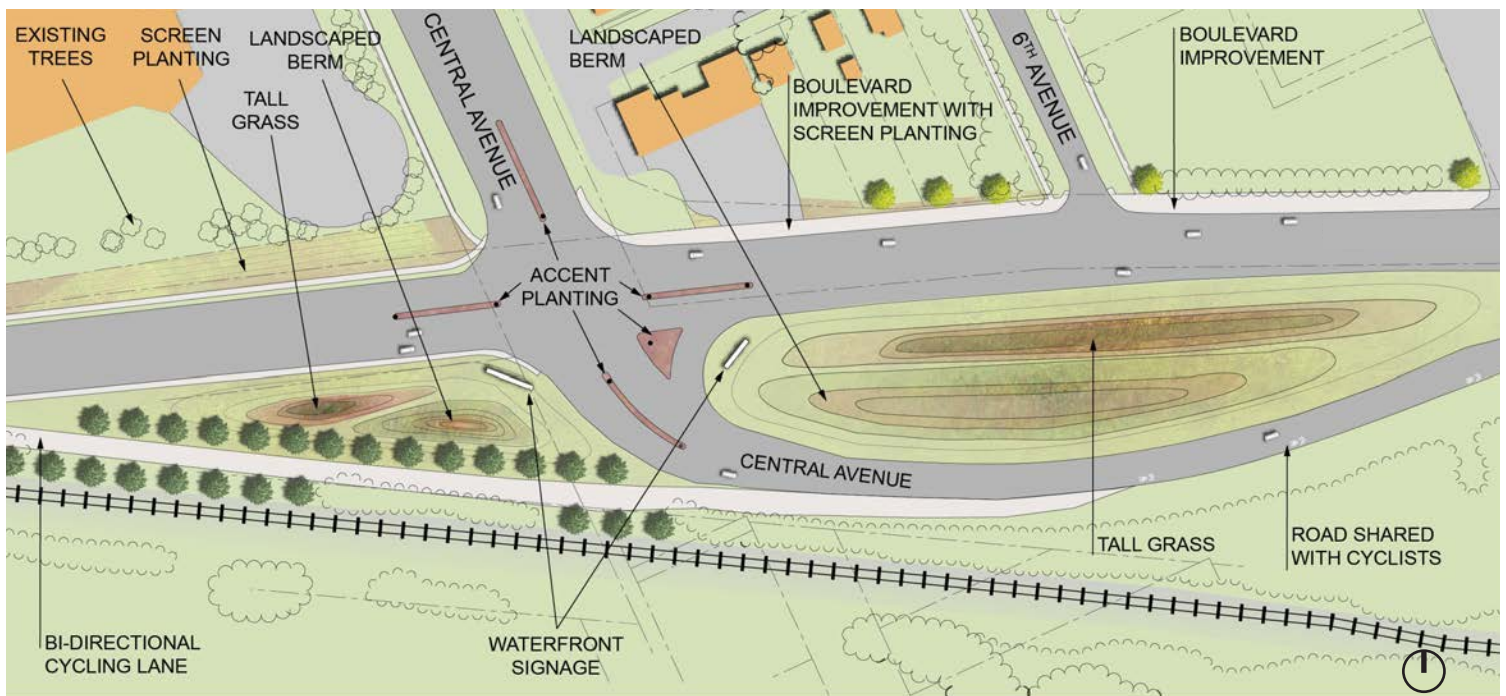 EXISTING
TREES
SCREEN
PLANTING
LANDSCAPED
BERM
TALL
GRASS
CENTRAL AVENUE
LANDSCAPED
BERM
BOULEVARD
IMPROVEMENT WITH
SCREEN PLANTING
6TH AVENUE
BOULEVARD
IMPROVEMENT
ACCENT
PLANTING
CENTRAL AVENUE
TALL GRASS
ROAD SHARED
WITH CYCLISTS
BI-DIRECTIONAL
CYCLING LANE
WATERFRONT
SIGNAGE